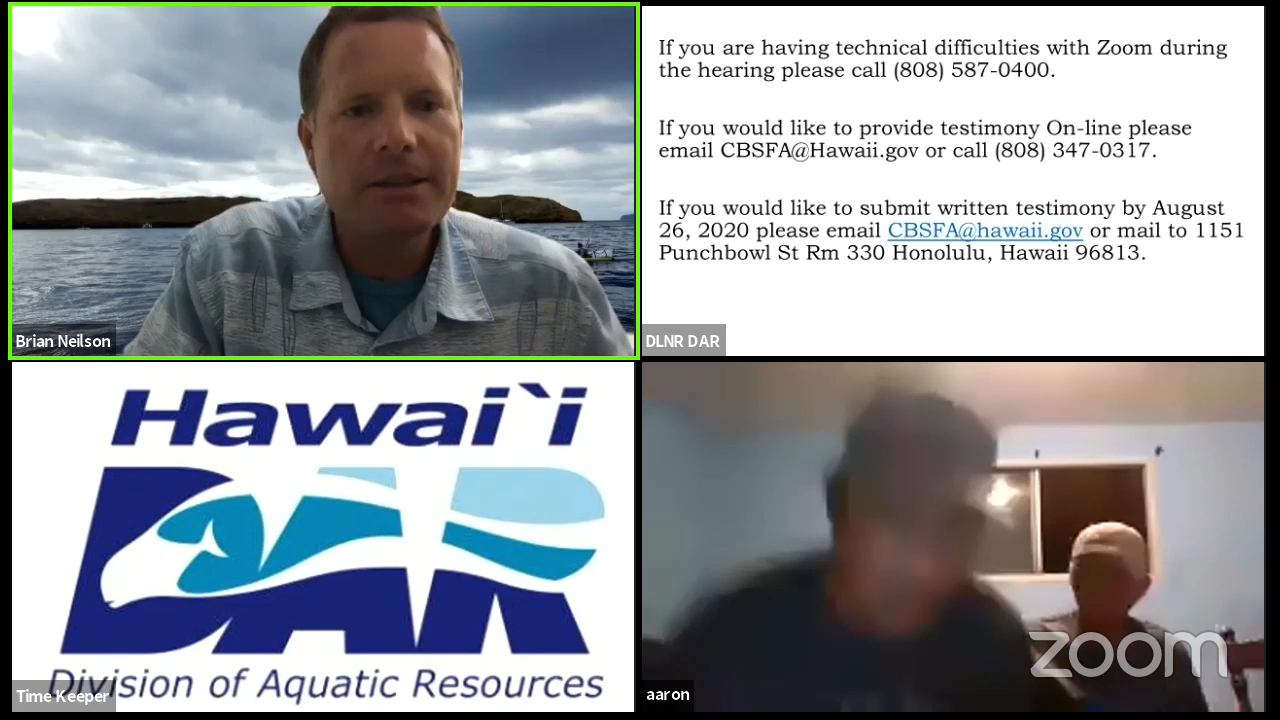 If you are having technical difficulties with Zoom during
the hearing please call (808) 587-0400.
If you would like to provide testimony On-line please
email CBSFA@Hawaii.gov or call (808) 347-0317.
If you would like to submit written testimony by August
26, 2020 please email CBSFA@hawaii.gov or mail to 1151
Punchbowl St Rm 330 Honolulu, Hawaii 96813.
Brian Neilson
DLNR DAR
Hawai`i
DAR
Division of Aquatic Resources
Time Keeper
aaron
zoom